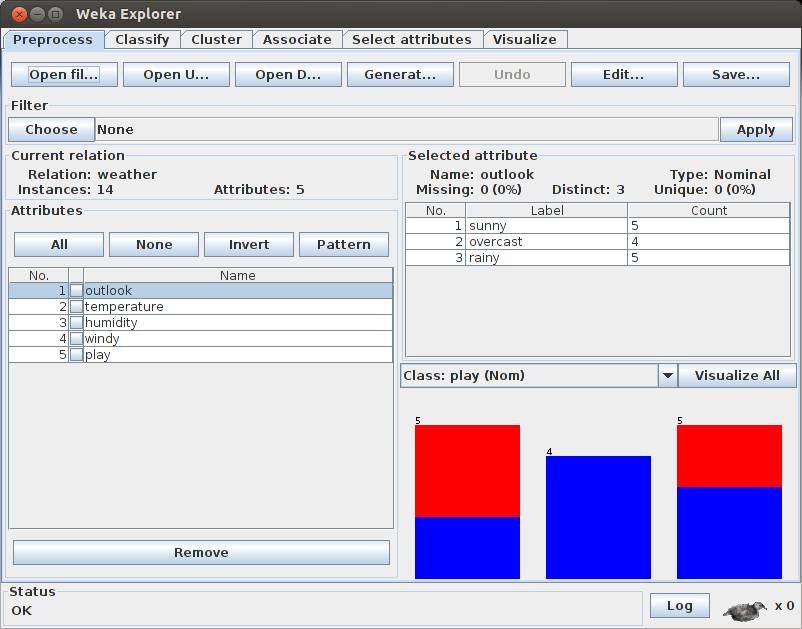 Weka Explorer
Preprocess Classify Cluster Associate Select attributes Visualize
Open fil... Open U... Open D... Generat... Undo Edit... Save...
Filter
Choose None Apply
Current relation
Relation: weather
Instances: 14 Attributes: 5
Attributes
All None Invert Pattern
No. Name
1 outlook
2 temperature
3 humidity
4 windy
5 play
Remove
Selected attribute
Name: outlook Type: Nominal
Missing: 0 (0%) Distinct: 3 Unique: 0 (0%)
No. Label Count
1 sunny 5
2 overcast 4
3 rainy 5
Class: play (Nom) Visualize All
5 4 5
Status
OK
Log x 0